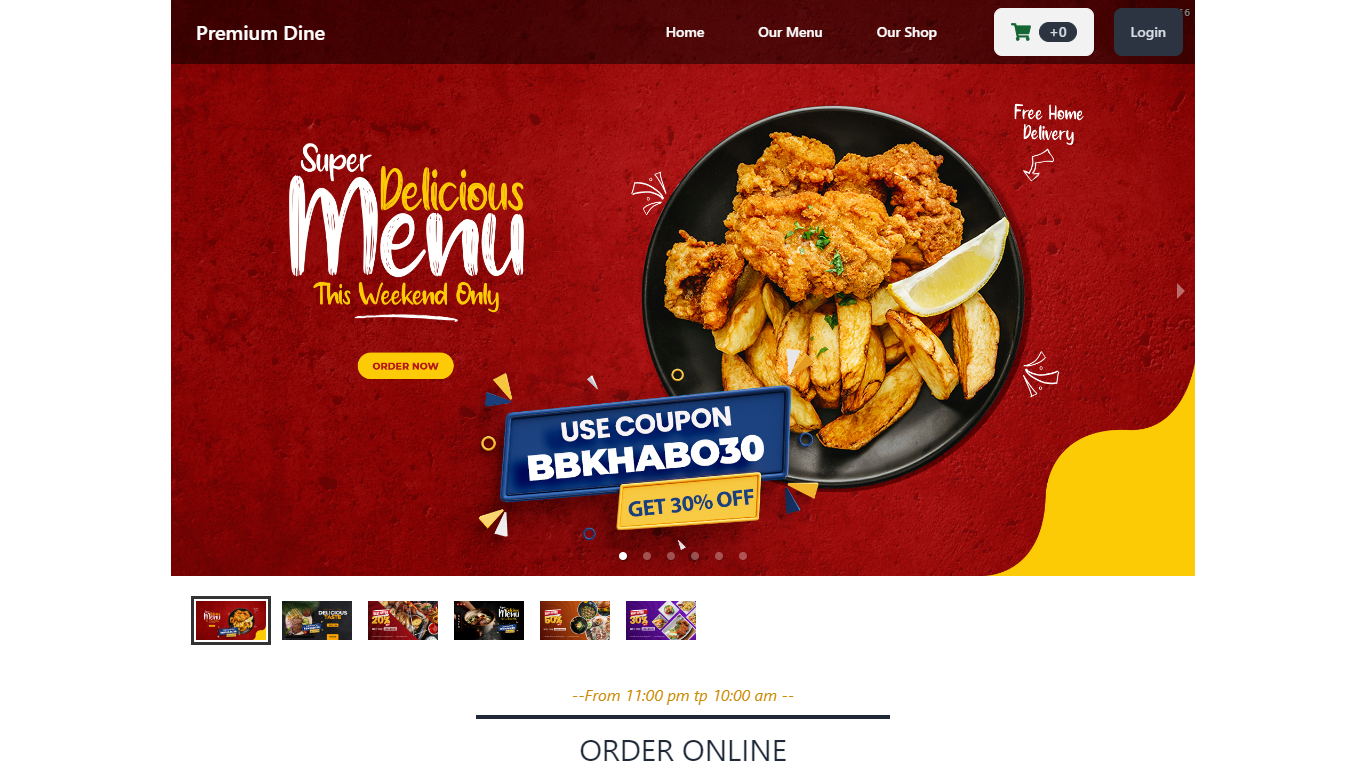 Premium Dine
Home
Our Menu
Our Shop
+0
Login
Free Home
Delivery
Super
Delicious
Menu
This Weekend Only
ORDER NOW
USE COUPON
BBKHABO30
GET 30% OFF
--From 11:00 pm tp 10:00 am --
ORDER ONLINE